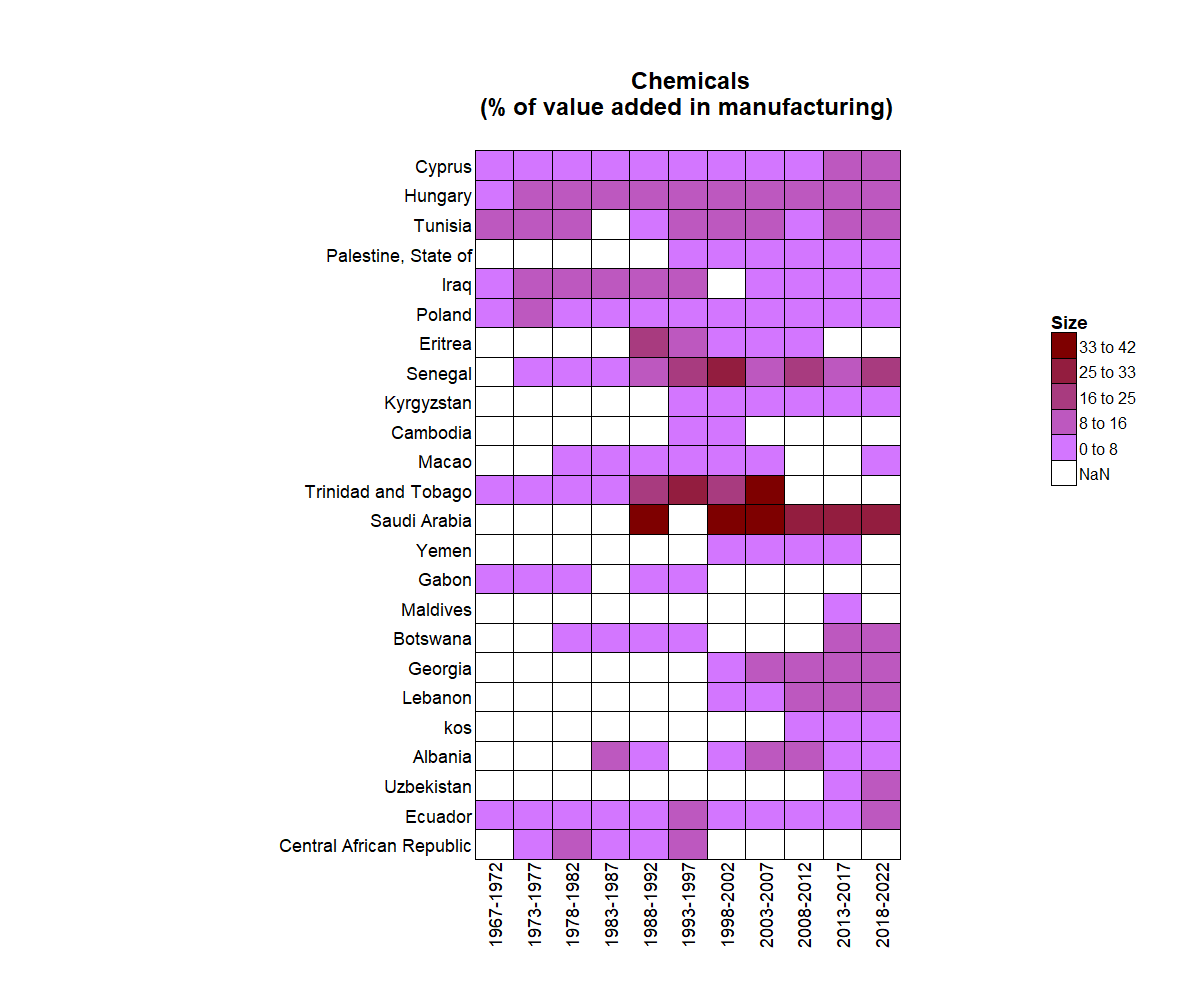 Chemicals
(% of value added in manufacturing)
Cyprus
Hungary
Tunisia
Palestine, State of
Iraq
Poland
Eritrea
Senegal
Kyrgyzstan
Cambodia
Macao
Trinidad and Tobago
Saudi Arabia
Yemen
Gabon
Maldives
Botswana
Georgia
Lebanon
kos
Albania
Uzbekistan
Ecuador
Central African Republic
1967-1972
1973-1977
1978-1982
1983-1987
1988-1992
1993-1997
1998-2002
2003-2007
2008-2012
2013-2017
2018-2022
Size
33 to 42
25 to 33
16 to 25
8 to 16
0 to 8
NaN